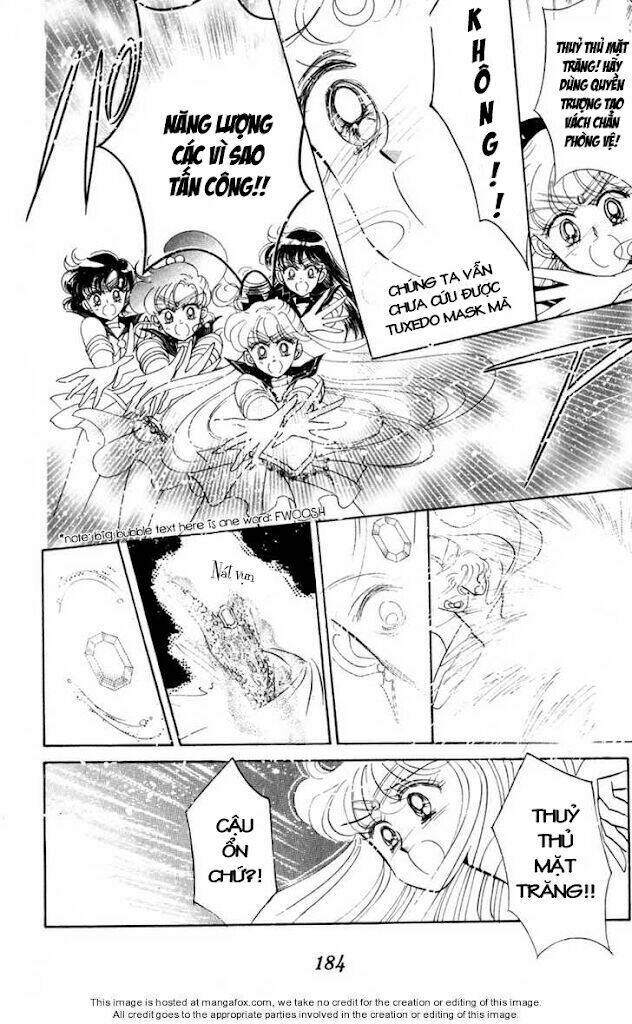 THUỶ THỦ MẶT
TRĂNG! HÃY
DÙNG QUYỀN
TRƯỢNG TẠO
VÁCH CHẮN
PHÒNG VỆ!
KHÔNG!!
CHÚNG TA VẪN
CHƯA CỨU ĐƯỢC
TUXEDO MASK MÀ
NĂNG LƯỢNG
CÁC VÌ SAO
TẤN CÔNG!!
*note: big bubble text here is one word: FWOOSH
Nát vụn
THUỶ
THỦ
MẶT
TRĂNG!!
CẬU
ỔN
CHỨ?!
184
This image is hosted at mangafox.com, we take no credit for the creation or editing of this image.
All credit goes to the appropriate parties involved in the creation or editing of this image.